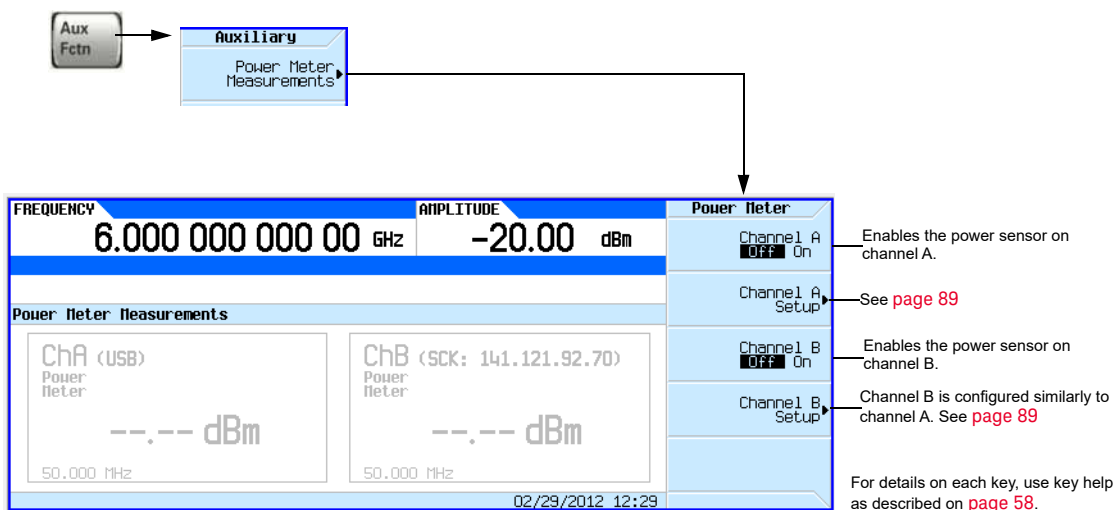 Aux
Fctn
Auxiliary
Power Meter
Measurements
FREQUENCY
6.000 000 000 00 GHz
AMPLITUDE
-20.00 dBm
Power Meter Measurements
ChA (USB)
Power
Meter
--.-- dBm
50.000 MHz
ChB (SCK: 141.121.92.70)
Power
Meter
--.-- dBm
50.000 MHz
02/29/2012 12:29
Power Meter
Channel A
Off On
Enables the power sensor on
channel A.
Channel A
Setup
See page 89
Channel B
Off On
Enables the power sensor on
channel B.
Channel B
Setup
Channel B is configured similarly to
channel A. See page 89
For details on each key, use key help
as described on page 58.